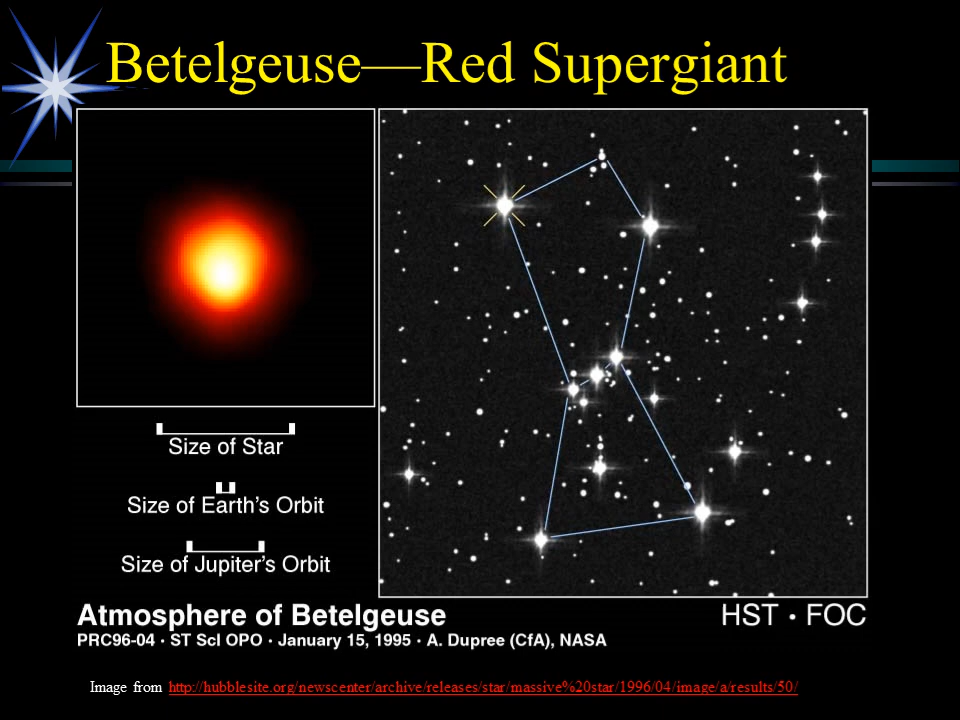 Betelgeuse—Red Supergiant
Size of Star
Size of Earth's Orbit
Size of Jupiter's Orbit
Atmosphere of Betelgeuse
HST · FOC
PRC96-04 · ST ScI OPO · January 15, 1995 · A. Dupree (CfA), NASA
Image from http://hubblesite.org/newscenter/archive/releases/star/massive%20star/1996/04/image/a/results/50/